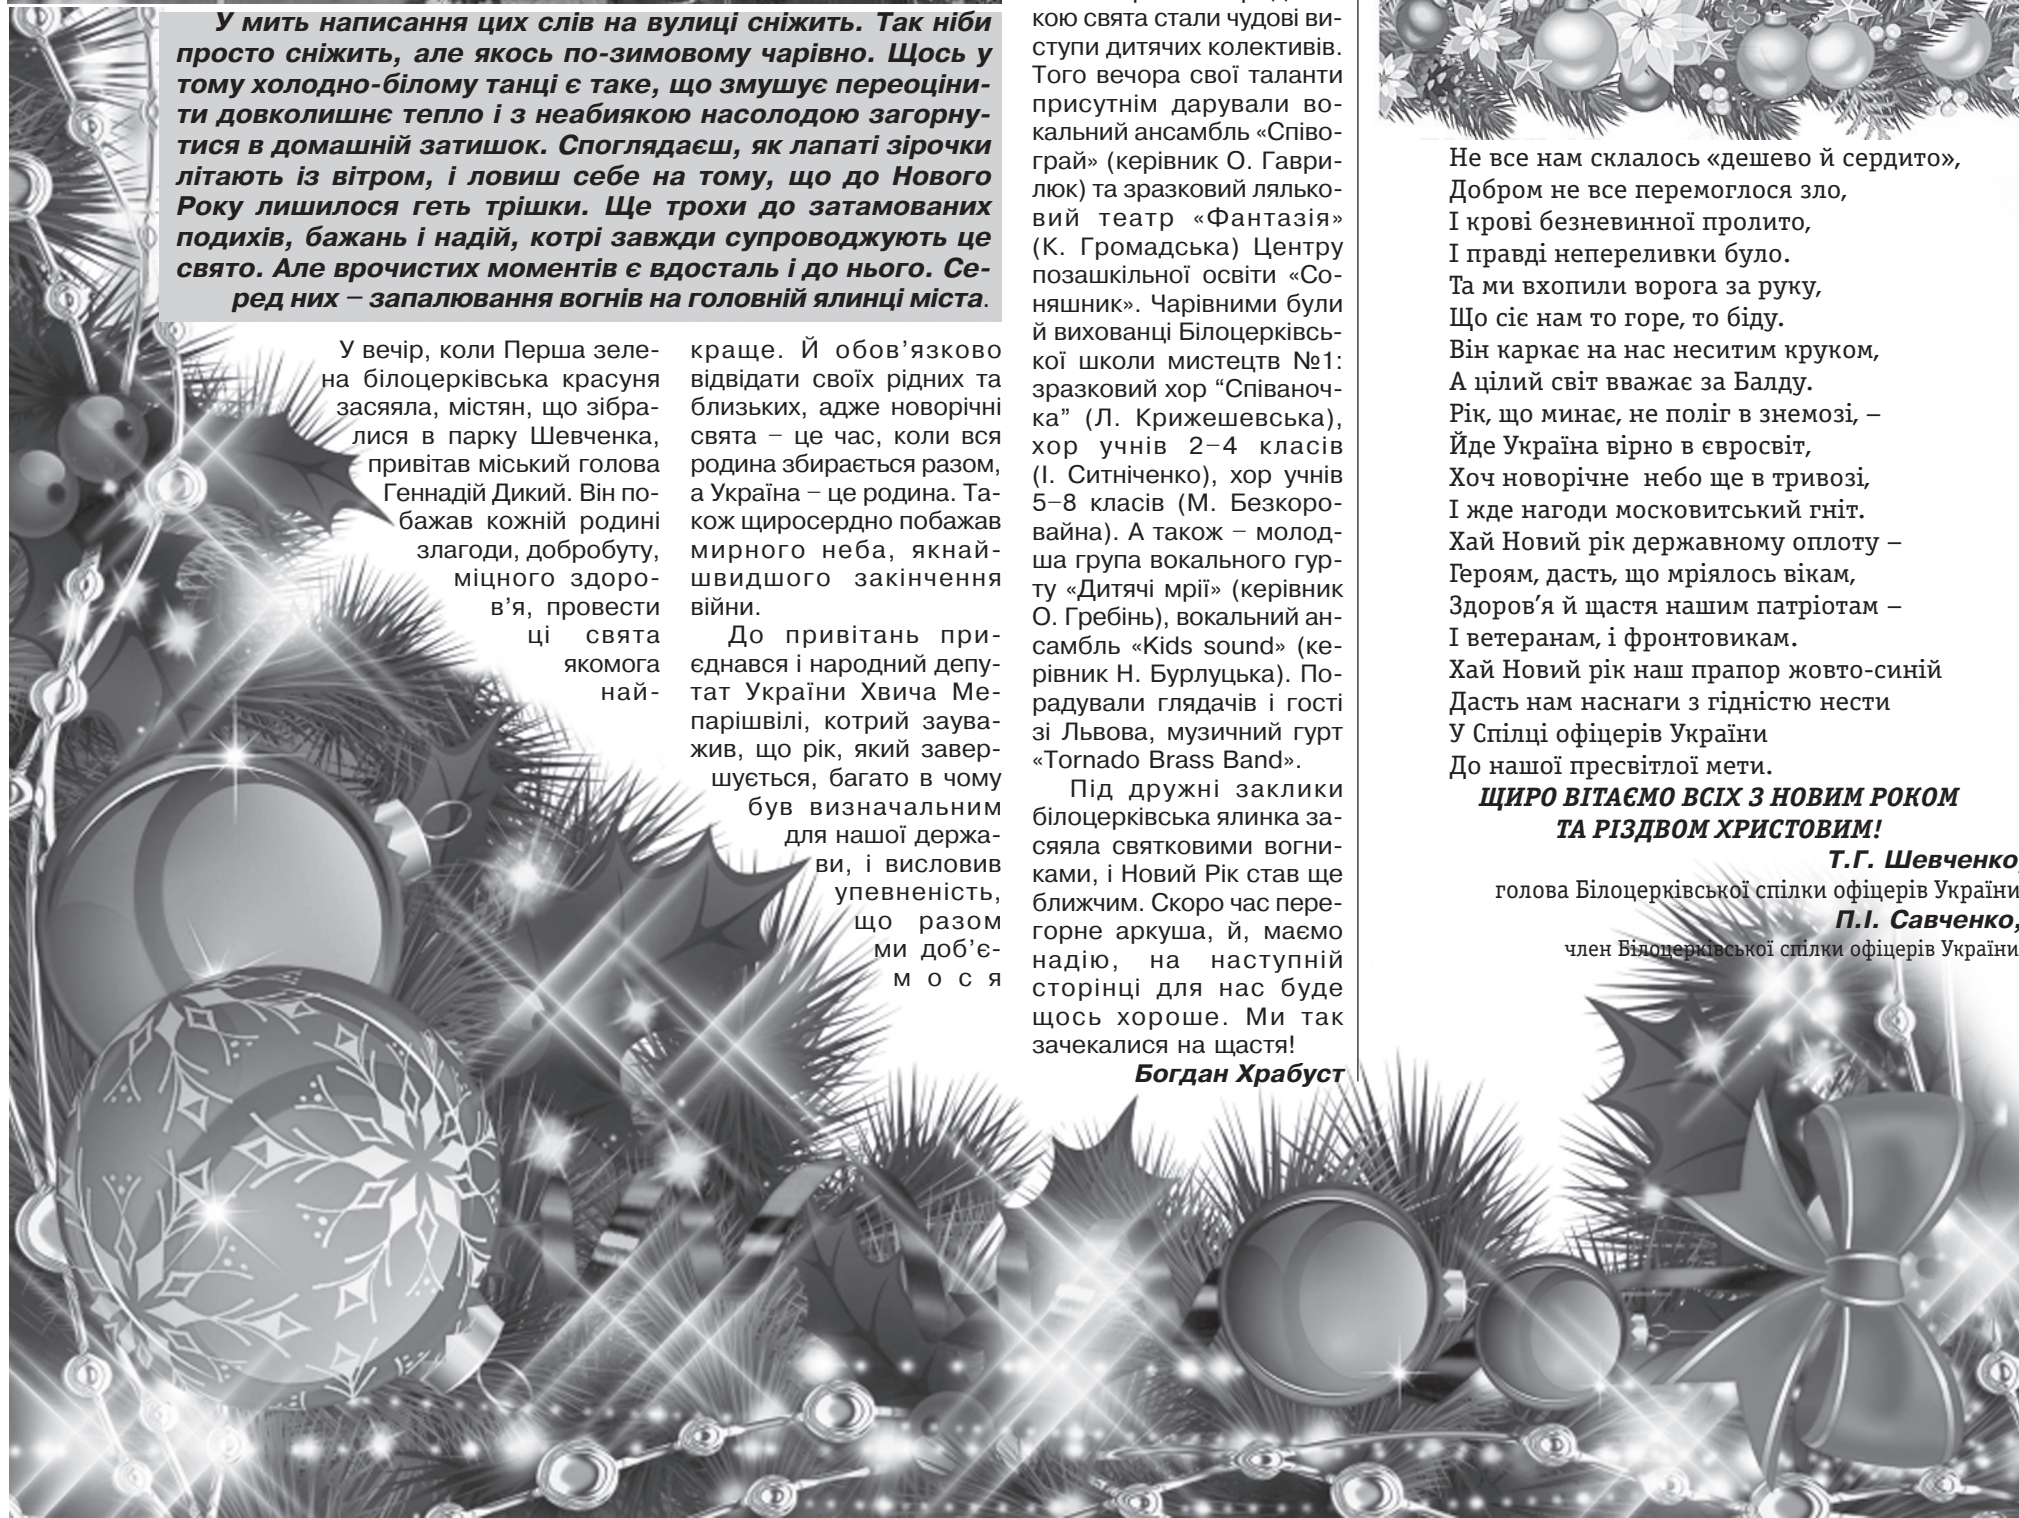 У мить написання цих слів на вулиці сніжить. Так ніби
просто сніжить, але якось по-зимовому чарівно. Щось у
тому холодно-білому танці є таке, що змушує переоціни-
ти довколишнє тепло і з неабиякою насолодою загорну-
тися в домашній затишок. Споглядаєш, як лапаті зірочки
літають із вітром, і ловиш себе на тому, що до Нового
Року лишилося геть трішки. Ще трохи до затамованих
подихів, бажань і надій, котрі завжди супроводжують це
свято. Але врочистих моментів є вдосталь і до нього. Се-
ред них – запалювання вогнів на головній ялинці міста.
У вечір, коли Перша зеле-
на білоцерківська красуня
засяяла, містян, що зібра-
лися в парку Шевченка,
привітав міський голова
Геннадій Дикий. Він по-
бажав кожній родині
злагоди, добробуту,
міцного здоро-
в’я, провести
ці свята
якомога
най-
краще. Й обов’язково
відвідати своїх рідних та
близьких, адже новорічні
свята – це час, коли вся
родина збирається разом,
а Україна – це родина. Та-
кож щиросердно побажав
мирного неба, якнай-
швидшого закінчення
війни.
До привітань при-
єднався і народний депу-
тат України Хвича Ме-
парішвілі, котрий заува-
жив, що рік, який завер-
шується, багато в чому
був визначальним
для нашої держа-
ви, і висловив
упевненість,
що разом
ми доб’є-
мося
кою свята стали чудові ви-
ступи дитячих колективів.
Того вечора свої таланти
присутнім дарували во-
кальний ансамбль «Співо-
грай» (керівник О. Гаври-
люк) та зразковий лялько-
вий театр «Фантазія»
(К. Громадська) Центру
позашкільної освіти «Со-
няшник». Чарівними були
й вихованці Білоцерківсь-
кої школи мистецтв №1:
зразковий хор “Співаноч-
ка” (Л. Крижешевська),
хор учнів 2–4 класів
(І. Ситніченко), хор учнів
5–8 класів (М. Безкоро-
вайна). А також – молод-
ша група вокального гур-
ту «Дитячі мрії» (керівник
О. Гребінь), вокальний ан-
самбль «Kids sound» (ке-
рівник Н. Бурлуцька). По-
радували глядачів і гості
зі Львова, музичний гурт
«Tornado Brass Band».
Під дружні заклики
білоцерківська ялинка за-
сяяла святковими вогни-
ками, і Новий Рік став ще
ближчим. Скоро час пере-
горне аркуша, й, маємо
надію, на наступній
сторінці для нас буде
щось хороше. Ми так
зачекалися на щастя!
Богдан Храбуст
Не все нам склалось «дешево й сердито»,
Добром не все перемоглося зло,
І крові безневинної пролито,
І правді непереливки було.
Та ми вхопили ворога за руку,
Що сіє нам то горе, то біду.
Він каркає на нас неситим круком,
А цілий світ вважає за Балду.
Рік, що минає, не поліг в знемозі, –
Йде Україна вірно в євросвіт,
Хоч новорічне небо ще в тривозі,
І жде нагоди московитський гніт.
Хай Новий рік державному оплоту –
Героям, дасть, що мріялось вікам,
Здоров’я й щастя нашим патріотам –
І ветеранам, і фронтовикам.
Хай Новий рік наш прапор жовто-синій
Дасть нам наснаги з гідністю нести
У Спілці офіцерів України
До нашої пресвітлої мети.
ЩИРО ВІТАЄМО ВСІХ З НОВИМ РОКОМ
ТА РІЗДВОМ ХРИСТОВИМ!
Т.Г. Шевченко,
голова Білоцерківської спілки офіцерів України
П.І. Савченко,
член Білоцерківської спілки офіцерів України